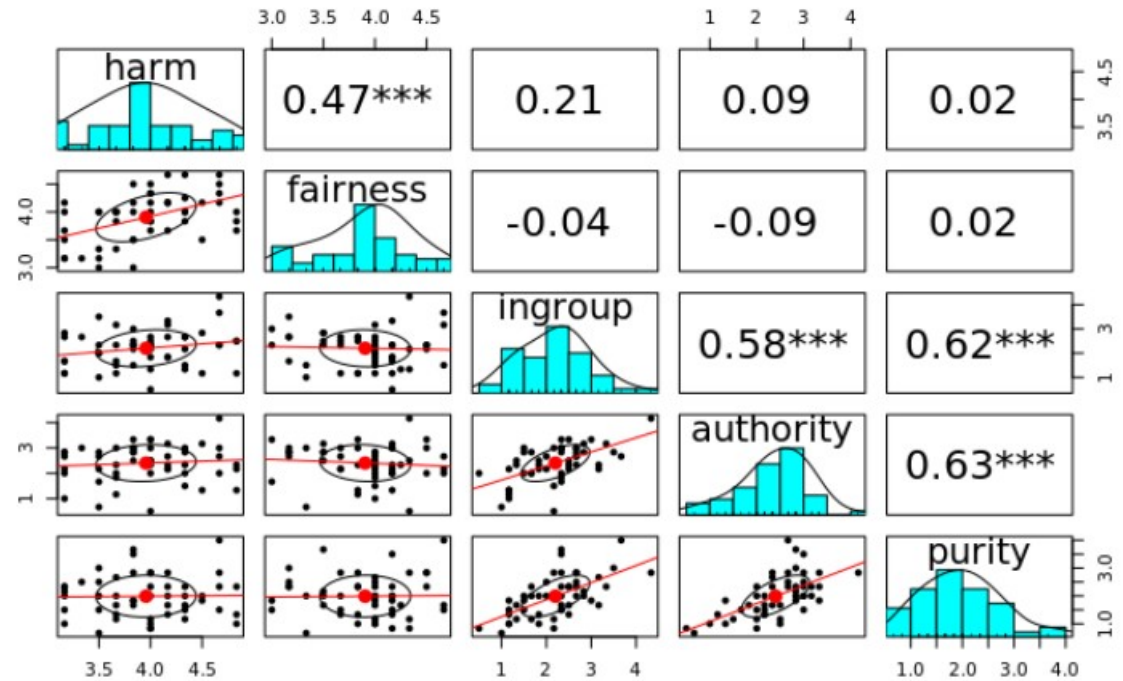 3.0 3.5 4.0 4.5 1 2 3 4
harm 0.47*** 0.21 0.09 0.02 3.5 4.5
3.0 4.0 fairness -0.04 -0.09 0.02
ingroup 0.58*** 0.62*** 1 3
1 3 authority 0.63***
purity 1.0 3.0
3.5 4.0 4.5 1 2 3 4 1.0 2.0 3.0 4.0